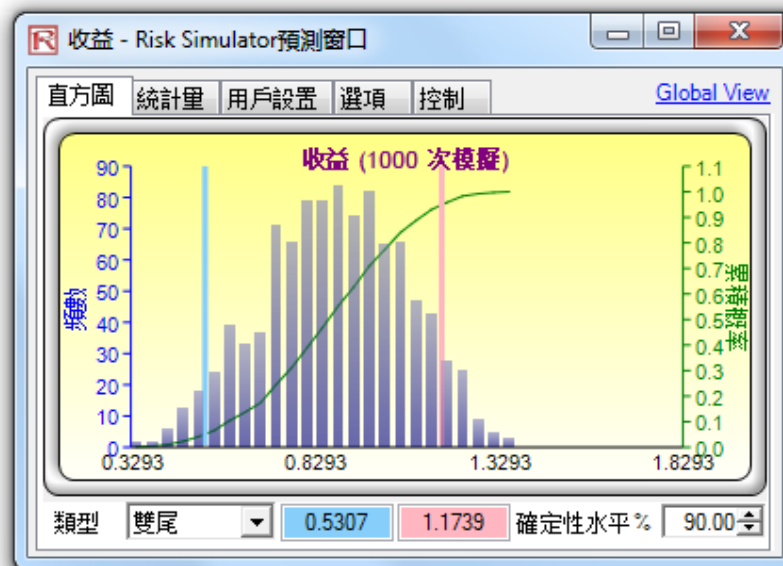 收益 - Risk Simulator預測窗口
直方圖 統計量 用戶設置 選項 控制 Global View
收益 (1000 次模擬)
90 1.1
80 1.0
70 0.9
60 0.8
50 0.7
40 0.6
30 0.5
20 0.4
10 0.3
0 0.2
0.1
0.0
頻數
0.3293 0.8293 1.3293 1.8293
類型 雙尾 0.5307 1.1739 確定性水平% 90.00